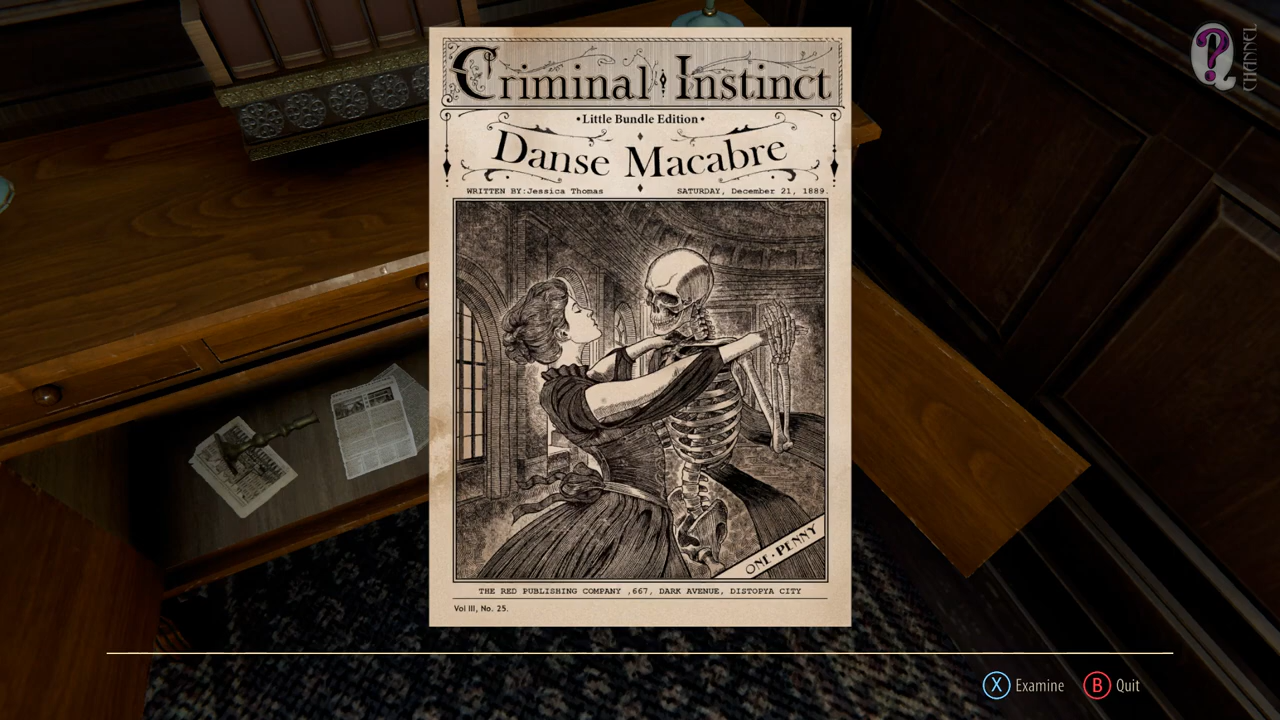 Criminal Instinct
•Little Bundle Edition•
Danse Macabre
WRITTEN BY:Jessica Thomas
SATURDAY, December 21, 1889.
ONE·PENNY
THE RED PUBLISHING COMPANY ,667, DARK AVENUE, DISTOPYA CITY
Vol III, No. 25.
Q?
CHANNEL
X Examine
B Quit